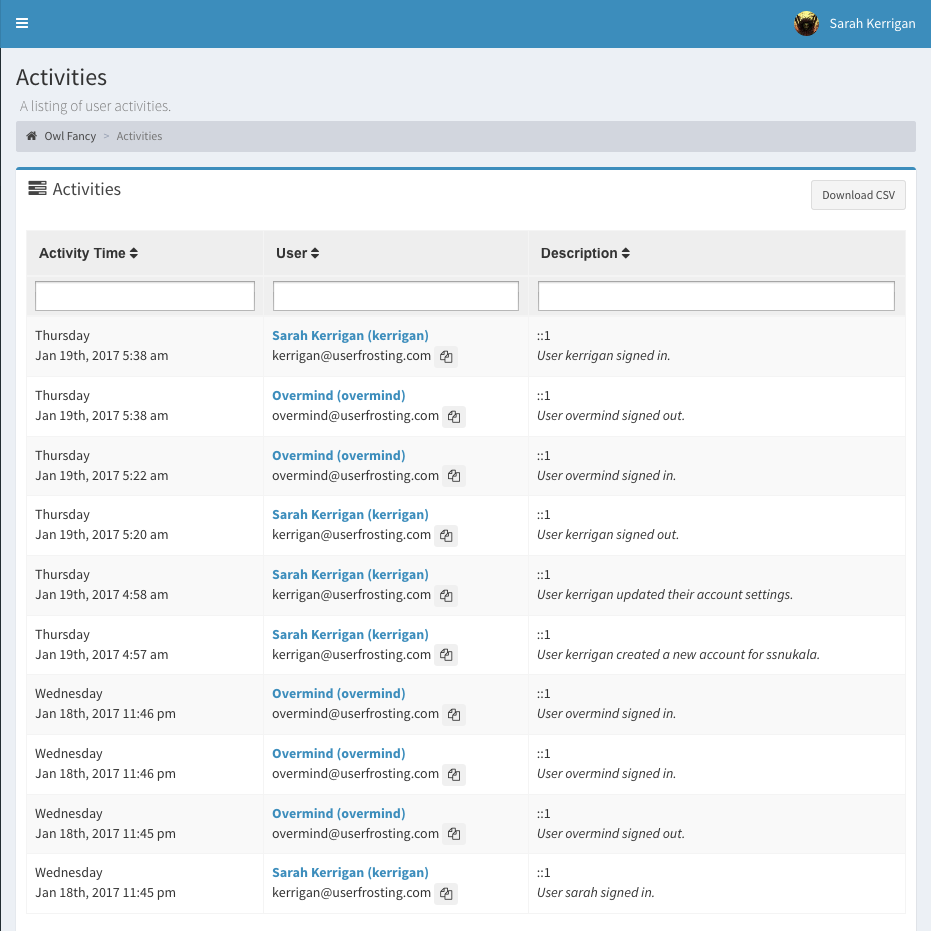 Sarah Kerrigan
Activities
A listing of user activities.
Owl Fancy > Activities
Activities
Download CSV
Activity Time User Description
Thursday Sarah Kerrigan (kerrigan) ::1
Jan 19th, 2017 5:38 am kerrigan@userfrosting.com User kerrigan signed in.
Thursday Overmind (overmind) ::1
Jan 19th, 2017 5:38 am overmind@userfrosting.com User overmind signed out.
Thursday Overmind (overmind) ::1
Jan 19th, 2017 5:22 am overmind@userfrosting.com User overmind signed in.
Thursday Sarah Kerrigan (kerrigan) ::1
Jan 19th, 2017 5:20 am kerrigan@userfrosting.com User kerrigan signed out.
Thursday Sarah Kerrigan (kerrigan) ::1
Jan 19th, 2017 4:58 am kerrigan@userfrosting.com User kerrigan updated their account settings.
Thursday Sarah Kerrigan (kerrigan) ::1
Jan 19th, 2017 4:57 am kerrigan@userfrosting.com User kerrigan created a new account for ssnukala.
Wednesday Overmind (overmind) ::1
Jan 18th, 2017 11:46 pm overmind@userfrosting.com User overmind signed in.
Wednesday Overmind (overmind) ::1
Jan 18th, 2017 11:46 pm overmind@userfrosting.com User overmind signed in.
Wednesday Overmind (overmind) ::1
Jan 18th, 2017 11:45 pm overmind@userfrosting.com User overmind signed out.
Wednesday Sarah Kerrigan (kerrigan) ::1
Jan 18th, 2017 11:45 pm kerrigan@userfrosting.com User sarah signed in.